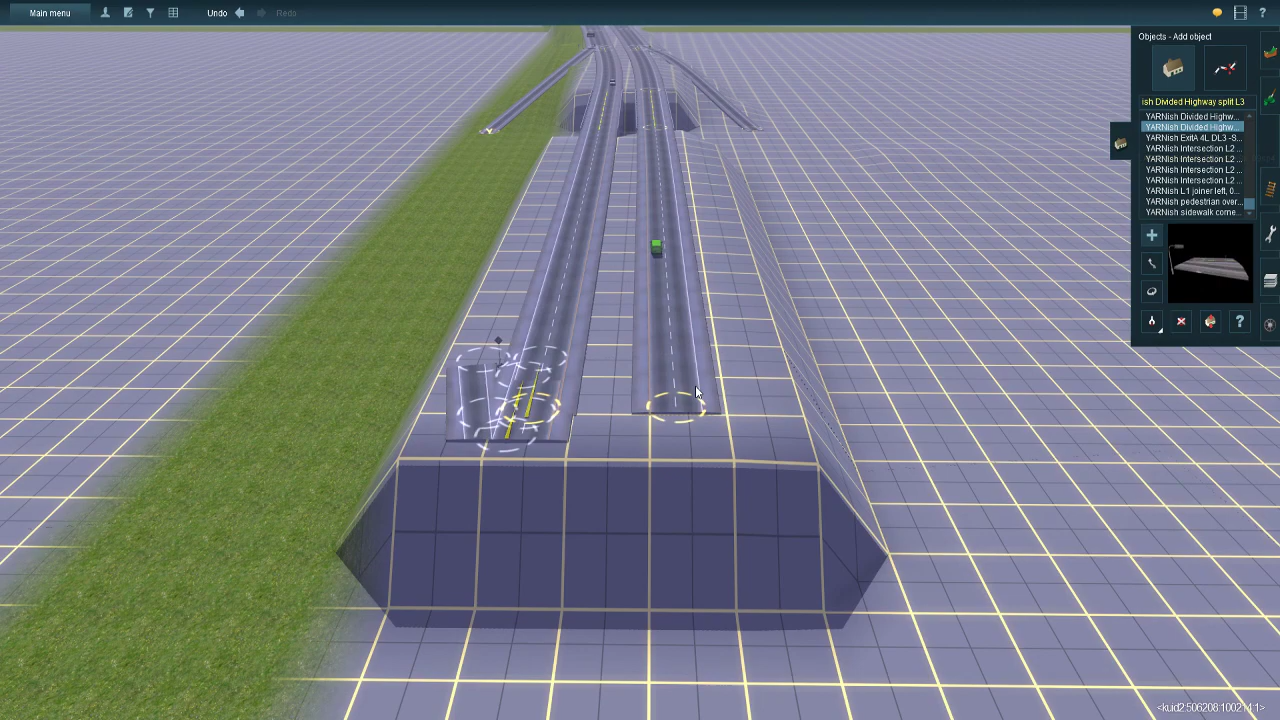 Main menu
Undo
Redo
Objects - Add object
ish Divided Highway split L3
YARNish Divided Highw...
YARNish Divided Highw...
YARNish ExitA 4L DL3 -S...
YARNish Intersection L2 ...
YARNish Intersection L2 ...
YARNish Intersection L2 ...
YARNish Intersection L2 ...
YARNish L1 joiner left, 0...
YARNish pedestrian over...
YARNish sidewalk corne...
<kuid2:506208:100214:1>